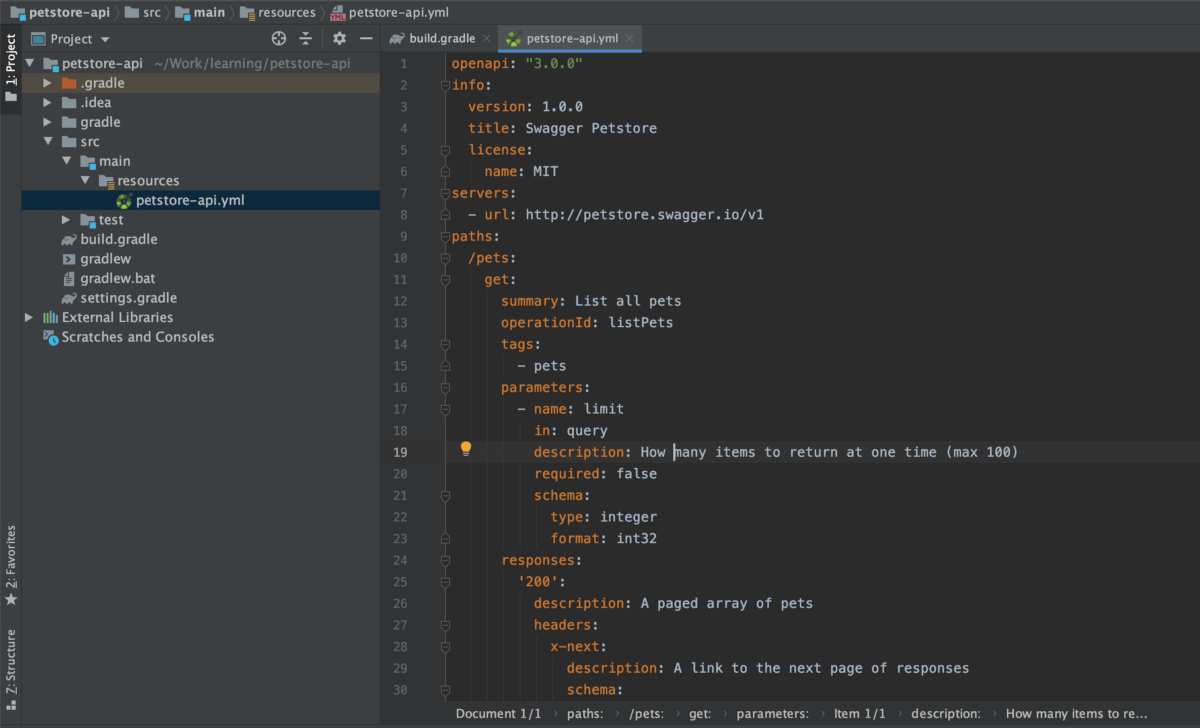 petstore-api src main resources petstore-api.yml
1: Project
2: Favorites
Z: Structure
Project
petstore-api ~/Work/learning/petstore-api
.gradle
.idea
gradle
src
main
resources
petstore-api.yml
test
build.gradle
gradlew
gradlew.bat
settings.gradle
External Libraries
Scratches and Consoles
build.gradle petstore-api.yml
1 openapi: "3.0.0"
2 info:
3 version: 1.0.0
4 title: Swagger Petstore
5 license:
6 name: MIT
7 servers:
8 - url: http://petstore.swagger.io/v1
9 paths:
10 /pets:
11 get:
12 summary: List all pets
13 operationId: listPets
14 tags:
15 - pets
16 parameters:
17 - name: limit
18 in: query
19 description: How many items to return at one time (max 100)
20 required: false
21 schema:
22 type: integer
23 format: int32
24 responses:
25 '200':
26 description: A paged array of pets
27 headers:
28 x-next:
29 description: A link to the next page of responses
30 schema:
Document 1/1 › paths: › /pets: › get: › parameters: › Item 1/1 › description: › How many items to re...